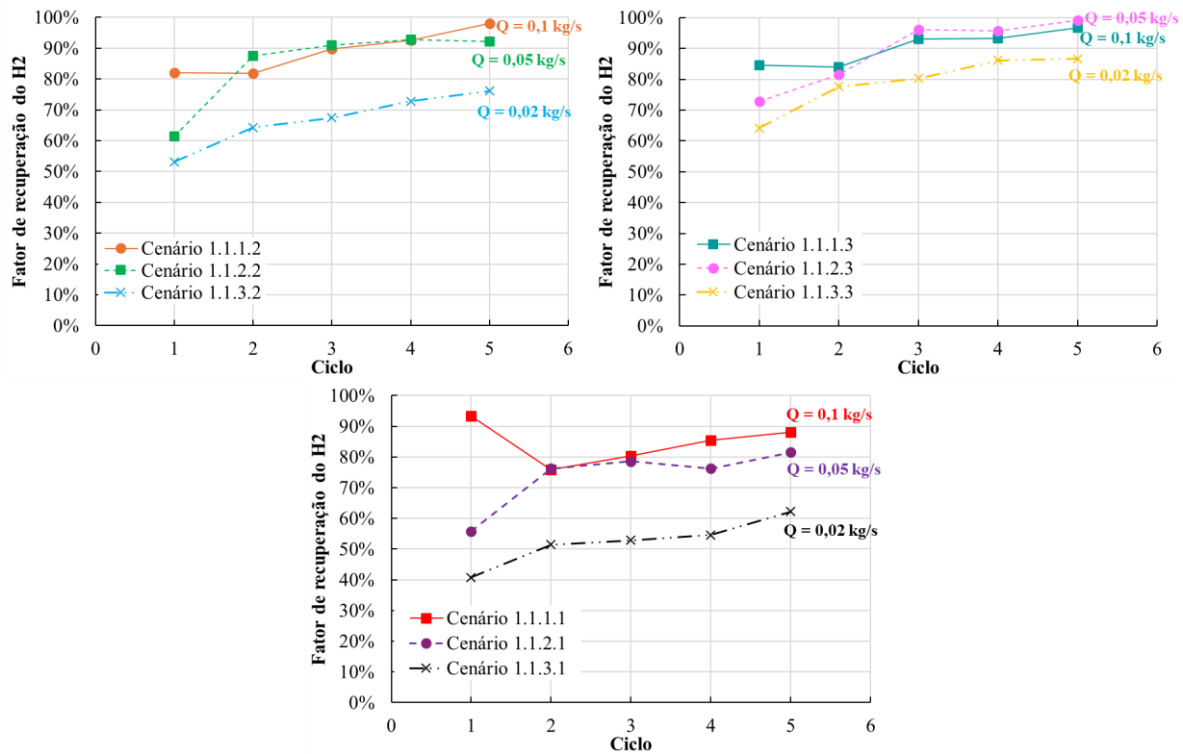 Fator de recuperação do H2
100%
90%
80%
70%
60%
50%
40%
30%
20%
10%
0%
Q = 0,1 kg/s
Q = 0,05 kg/s
Q = 0,02 kg/s
Cenário 1.1.1.2
Cenário 1.1.2.2
Cenário 1.1.3.2
0 1 2 3 4 5 6
Ciclo
Fator de recuperação do H2
100%
90%
80%
70%
60%
50%
40%
30%
20%
10%
0%
Q = 0,05 kg/s
Q = 0,1 kg/s
Q = 0,02 kg/s
Cenário 1.1.1.3
Cenário 1.1.2.3
Cenário 1.1.3.3
0 1 2 3 4 5 6
Ciclo
Fator de recuperação do H2
100%
90%
80%
70%
60%
50%
40%
30%
20%
10%
0%
Q = 0,1 kg/s
Q = 0,05 kg/s
Q = 0,02 kg/s
Cenário 1.1.1.1
Cenário 1.1.2.1
Cenário 1.1.3.1
0 1 2 3 4 5 6
Ciclo